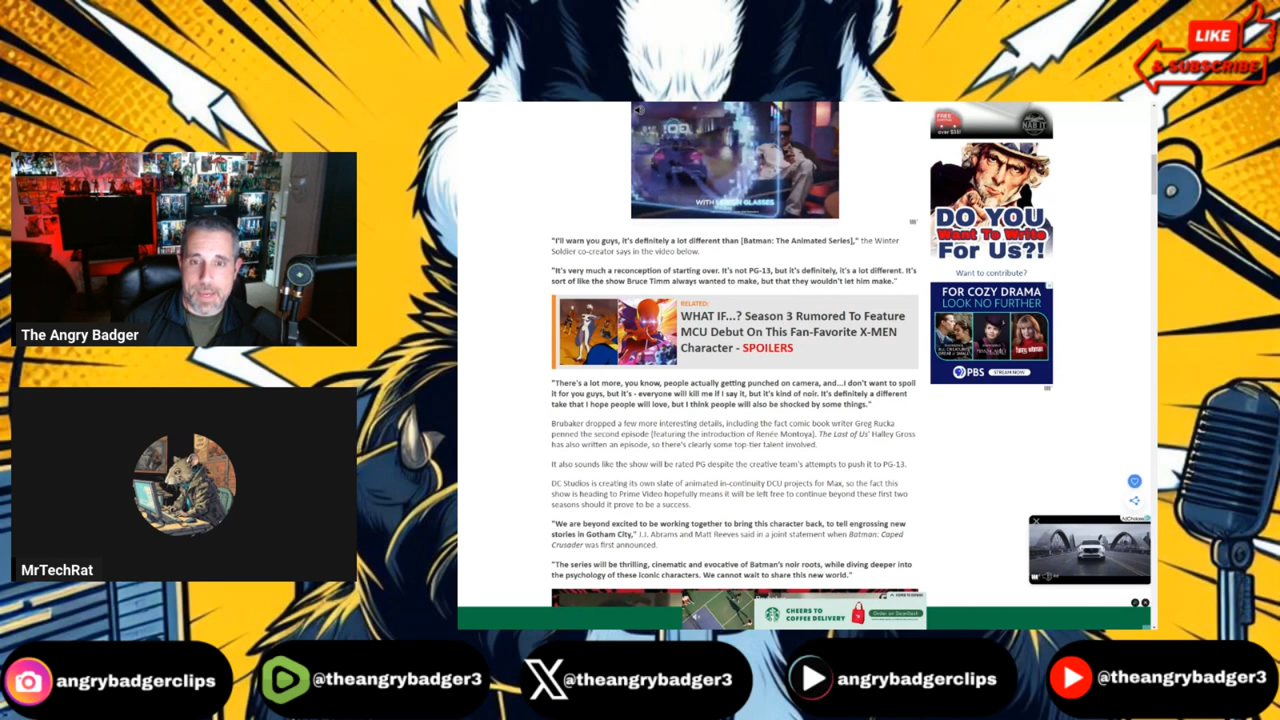 LIKE
& SUBSCRIBE
The Angry Badger
MrTechRat
"I'll warn you guys, it's definitely a lot different than [Batman: The Animated Series]," the Winter
Soldier co-creator says in the video below.
"It's very much a reconception of starting over. It's not PG-13, but it's definitely, it's a lot different. It's
sort of like the show Bruce Timm always wanted to make, but that they wouldn't let him make."
RELATED:
WHAT IF...? Season 3 Rumored To Feature
MCU Debut On This Fan-Favorite X-MEN
Character - SPOILERS
"There's a lot more, you know, people actually getting punched on camera, and...I don't want to spoil
it for you guys, but it's - everyone will kill me if I say it, but it's kind of noir. It's definitely a different
take that I hope people will love, but I think people will also be shocked by some things."
Brubaker dropped a few more interesting details, including the fact comic book writer Greg Rucka
penned the second episode (featuring the introduction of Renée Montoya). The Last of Us' Halley Gross
has also written an episode, so there's clearly some top-tier talent involved.
It also sounds like the show will be rated PG despite the creative team's attempts to push it to PG-13.
DC Studios is creating its own slate of animated in-continuity DCU projects for Max, so the fact this
show is heading to Prime Video hopefully means it will be left free to continue beyond these first two
seasons should it prove to be a success.
"We are beyond excited to be working together to bring this character back, to tell engrossing new
stories in Gotham City," J.J. Abrams and Matt Reeves said in a joint statement when Batman: Caped
Crusader was first announced.
"The series will be thrilling, cinematic and evocative of Batman's noir roots, while diving deeper into
the psychology of these iconic characters. We cannot wait to share this new world."
FREE
over $35!
NAB IT
DO YOU
Want To Write
For Us?!
Want to contribute?
FOR COZY DRAMA
LOOK NO FURTHER
PBS
STREAM NOW
AdChoices
CHEERS TO
COFFEE DELIVERY
Order on DoorDash
angrybadgerclips
@theangrybadger3
@theangrybadger3
angrybadgerclips
@theangrybadger3